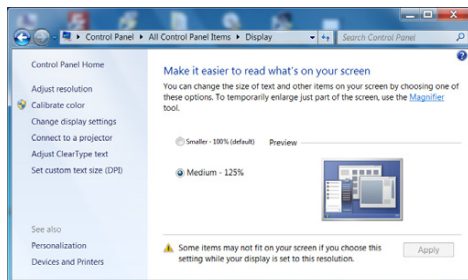 Control Panel ▸ All Control Panel Items ▸ Display
Search Control Panel
Control Panel Home
Adjust resolution
Calibrate color
Change display settings
Connect to a projector
Adjust ClearType text
Set custom text size (DPI)
See also
Personalization
Devices and Printers
Make it easier to read what's on your screen
You can change the size of text and other items on your screen by choosing one of
these options. To temporarily enlarge just part of the screen, use the Magnifier
tool.
Smaller - 100% (default)
Preview
Medium - 125%
Some items may not fit on your screen if you choose this
setting while your display is set to this resolution.
Apply